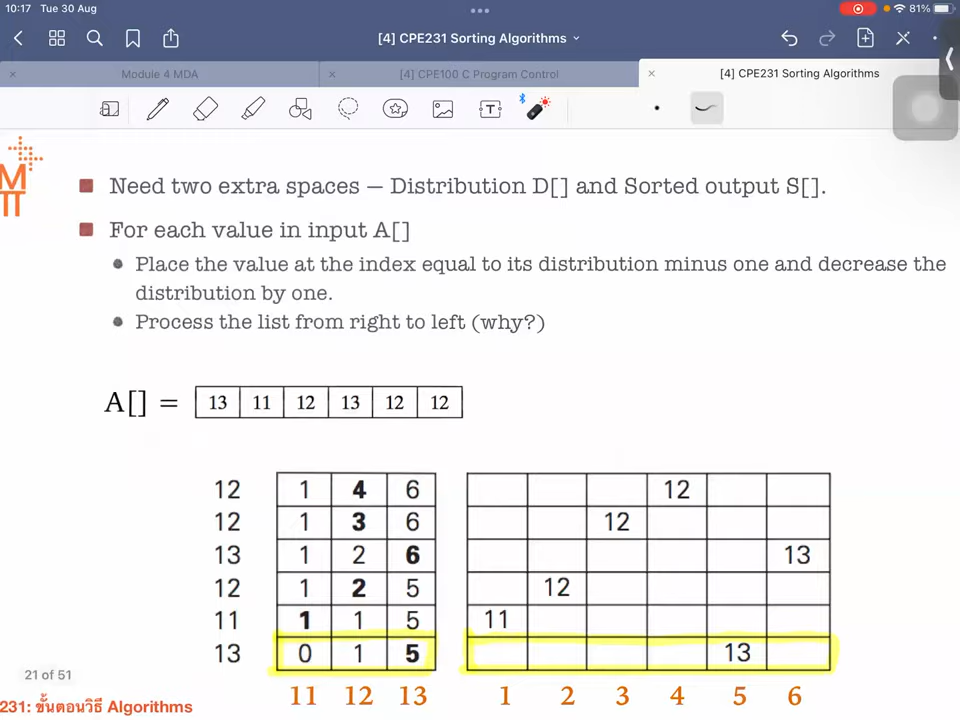 10:17 Tue 30 Aug
81%
[4] CPE231 Sorting Algorithms
Module 4 MDA
[4] CPE100 C Program Control
[4] CPE231 Sorting Algorithms
Need two extra spaces – Distribution D[] and Sorted output S[].
For each value in input A[]
Place the value at the index equal to its distribution minus one and decrease the
distribution by one.
Process the list from right to left (why?)
A[] = 13 11 12 13 12 12
12 1 4 6 12
12 1 3 6 12
13 1 2 6 13
12 1 2 5 12
11 1 1 5 11
13 0 1 5 13
11 12 13 1 2 3 4 5 6
21 of 51
231: ขั้นตอนวิธี Algorithms